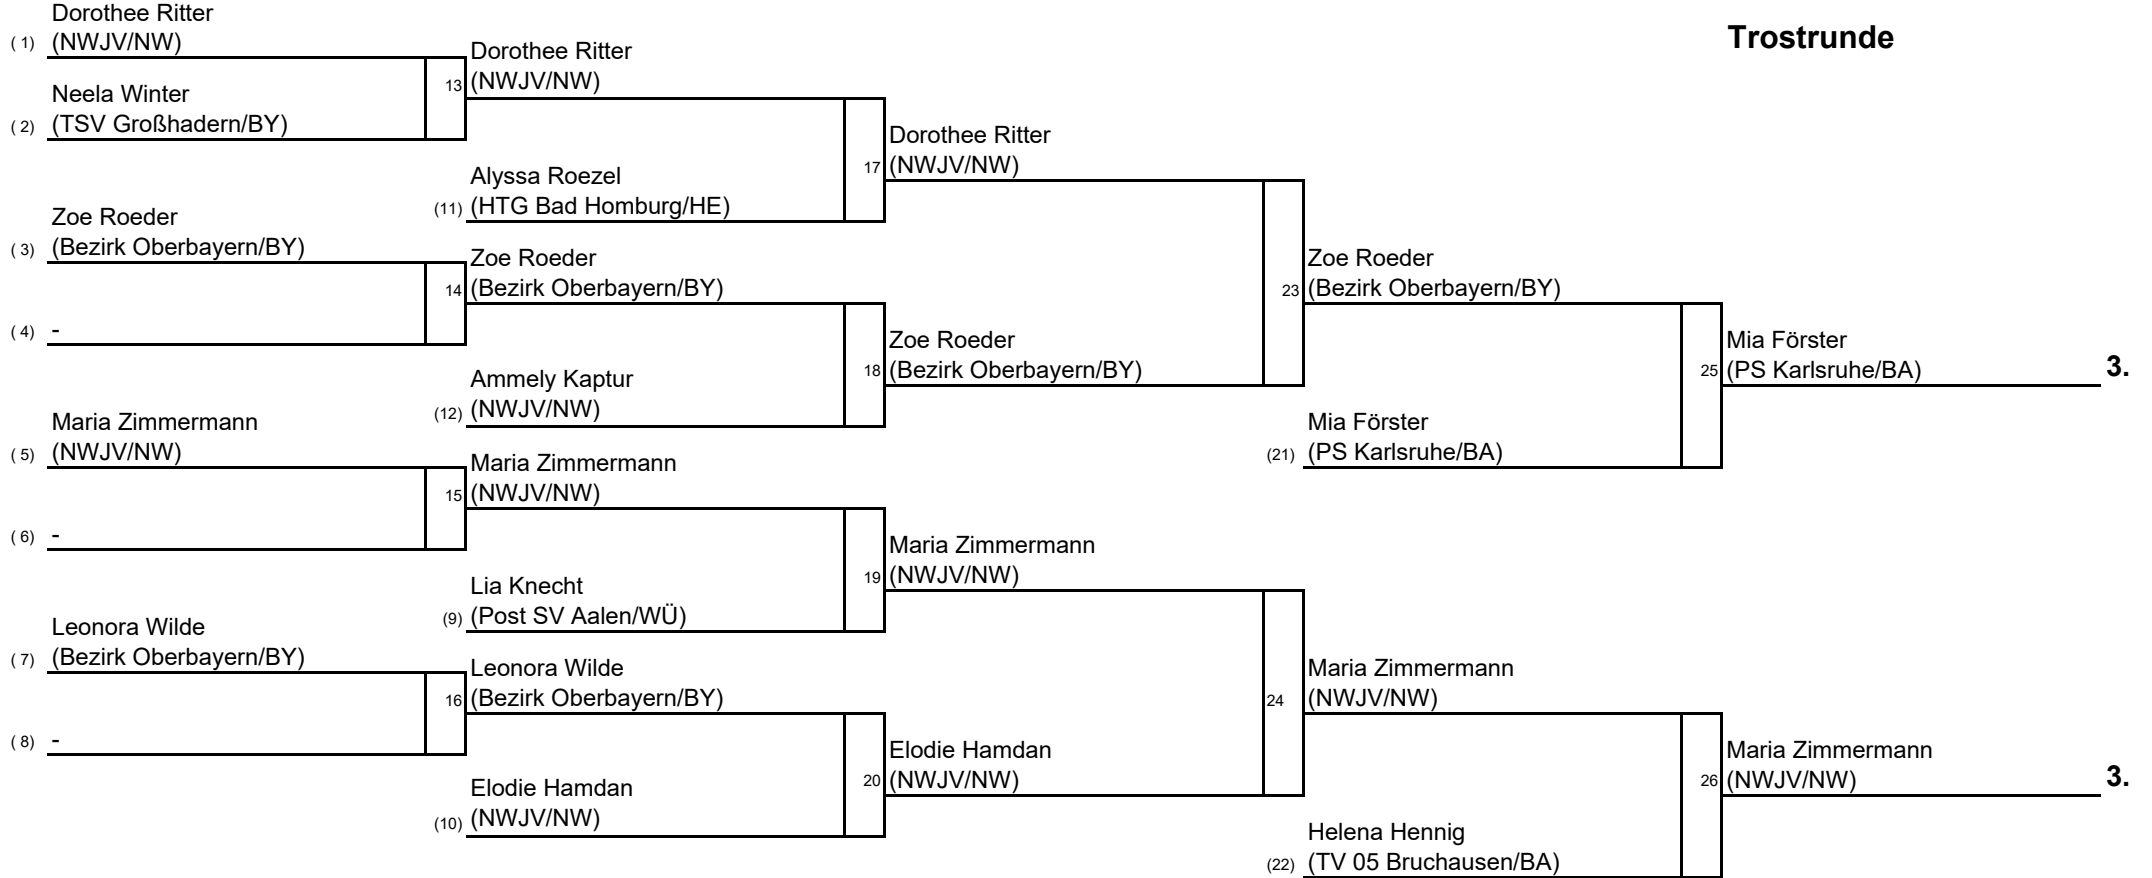 Trostrunde
Dorothee Ritter
( 1) (NWJV/NW)
Neela Winter
( 2) (TSV Großhadern/BY)
Zoe Roeder
( 3) (Bezirk Oberbayern/BY)
( 4) -
Maria Zimmermann
( 5) (NWJV/NW)
( 6) -
Leonora Wilde
( 7) (Bezirk Oberbayern/BY)
( 8) -
Dorothee Ritter
13 (NWJV/NW)
Alyssa Roezel
(11) (HTG Bad Homburg/HE)
Zoe Roeder
14 (Bezirk Oberbayern/BY)
Ammely Kaptur
(12) (NWJV/NW)
Maria Zimmermann
15 (NWJV/NW)
Lia Knecht
(9) (Post SV Aalen/WÜ)
Leonora Wilde
16 (Bezirk Oberbayern/BY)
Elodie Hamdan
(10) (NWJV/NW)
Dorothee Ritter
17 (NWJV/NW)
Zoe Roeder
18 (Bezirk Oberbayern/BY)
Maria Zimmermann
19 (NWJV/NW)
Elodie Hamdan
20 (NWJV/NW)
Zoe Roeder
23 (Bezirk Oberbayern/BY)
Mia Förster
(21) (PS Karlsruhe/BA)
Maria Zimmermann
24 (NWJV/NW)
Helena Hennig
(22) (TV 05 Bruchausen/BA)
Mia Förster
25 (PS Karlsruhe/BA) 3.
Maria Zimmermann
26 (NWJV/NW) 3.